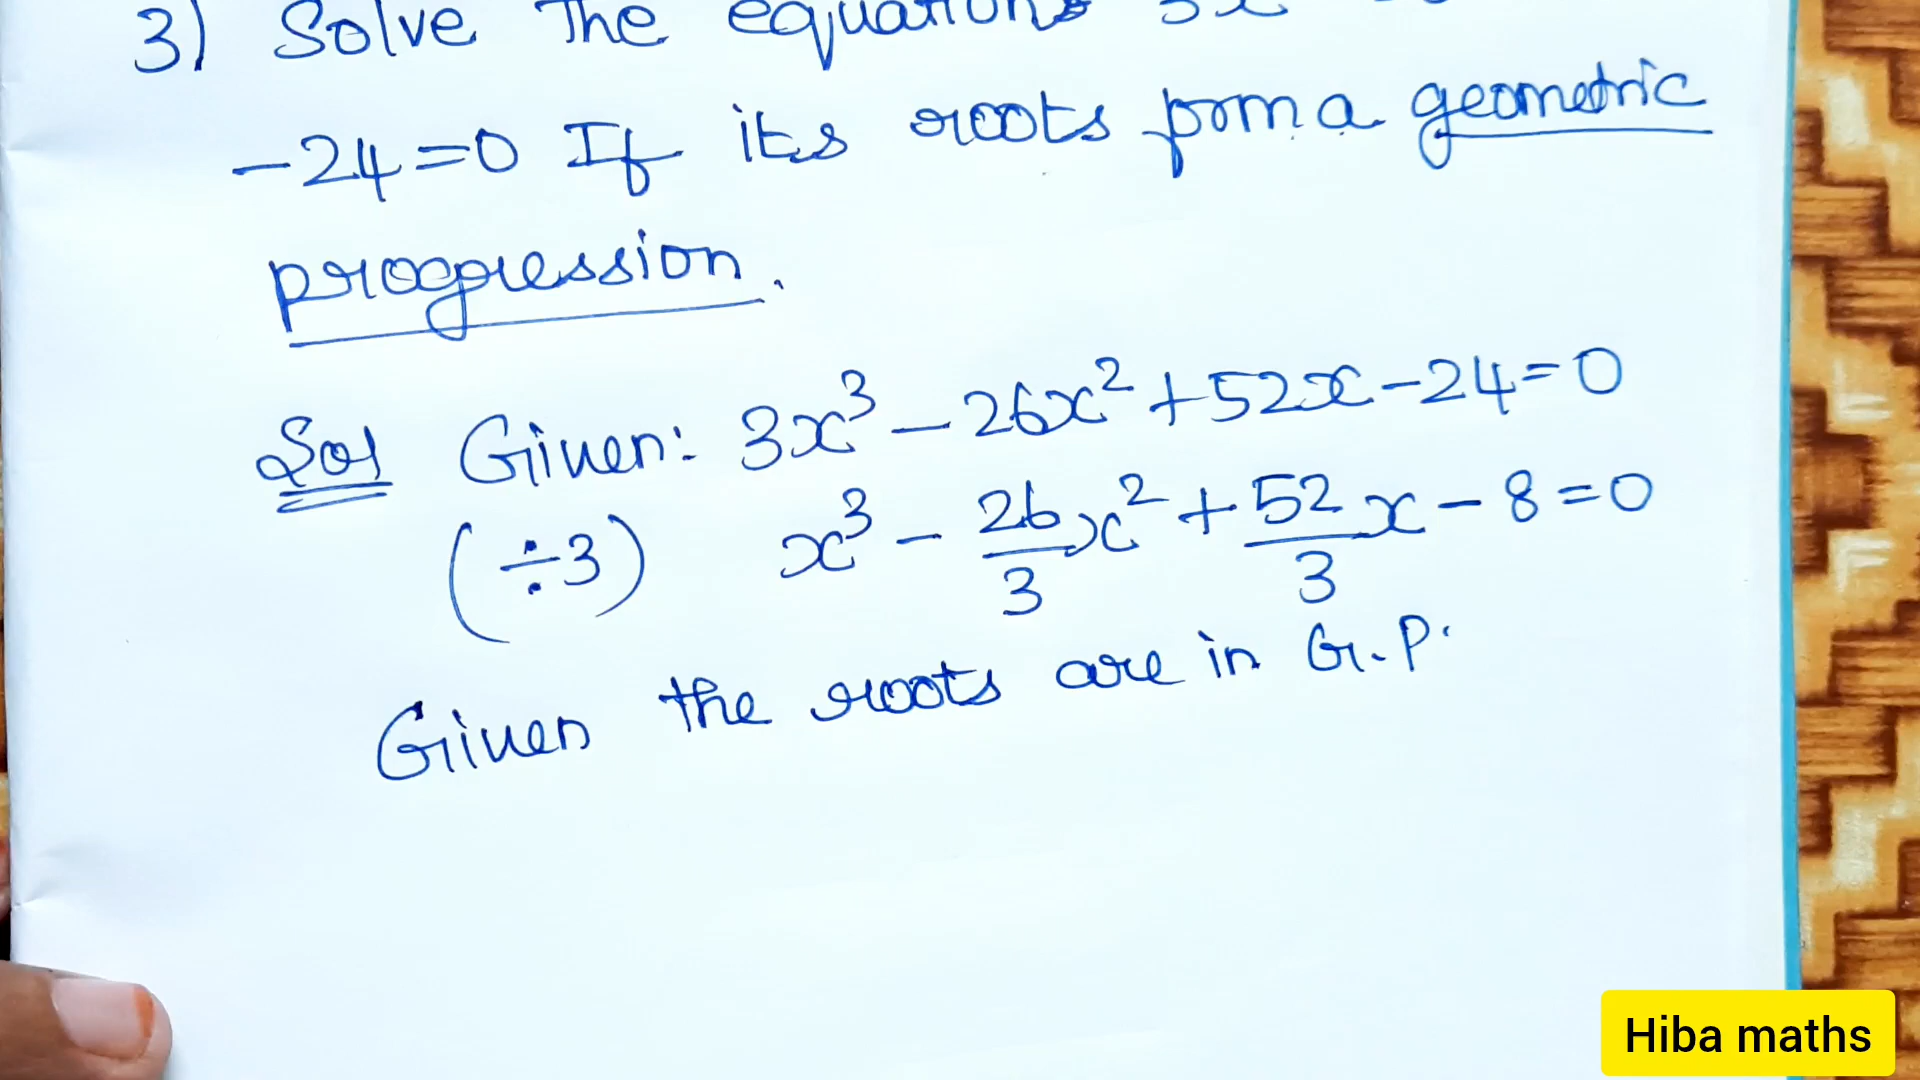 3) Solve the equations 3x
-24=0 If its roots form a geometric
progression.
Sol Given: 3x³ - 26x² + 52x - 24 = 0
(÷3) x³ - 26/3 x² + 52/3 x - 8 = 0
Given the roots are in G.P.
Hiba maths